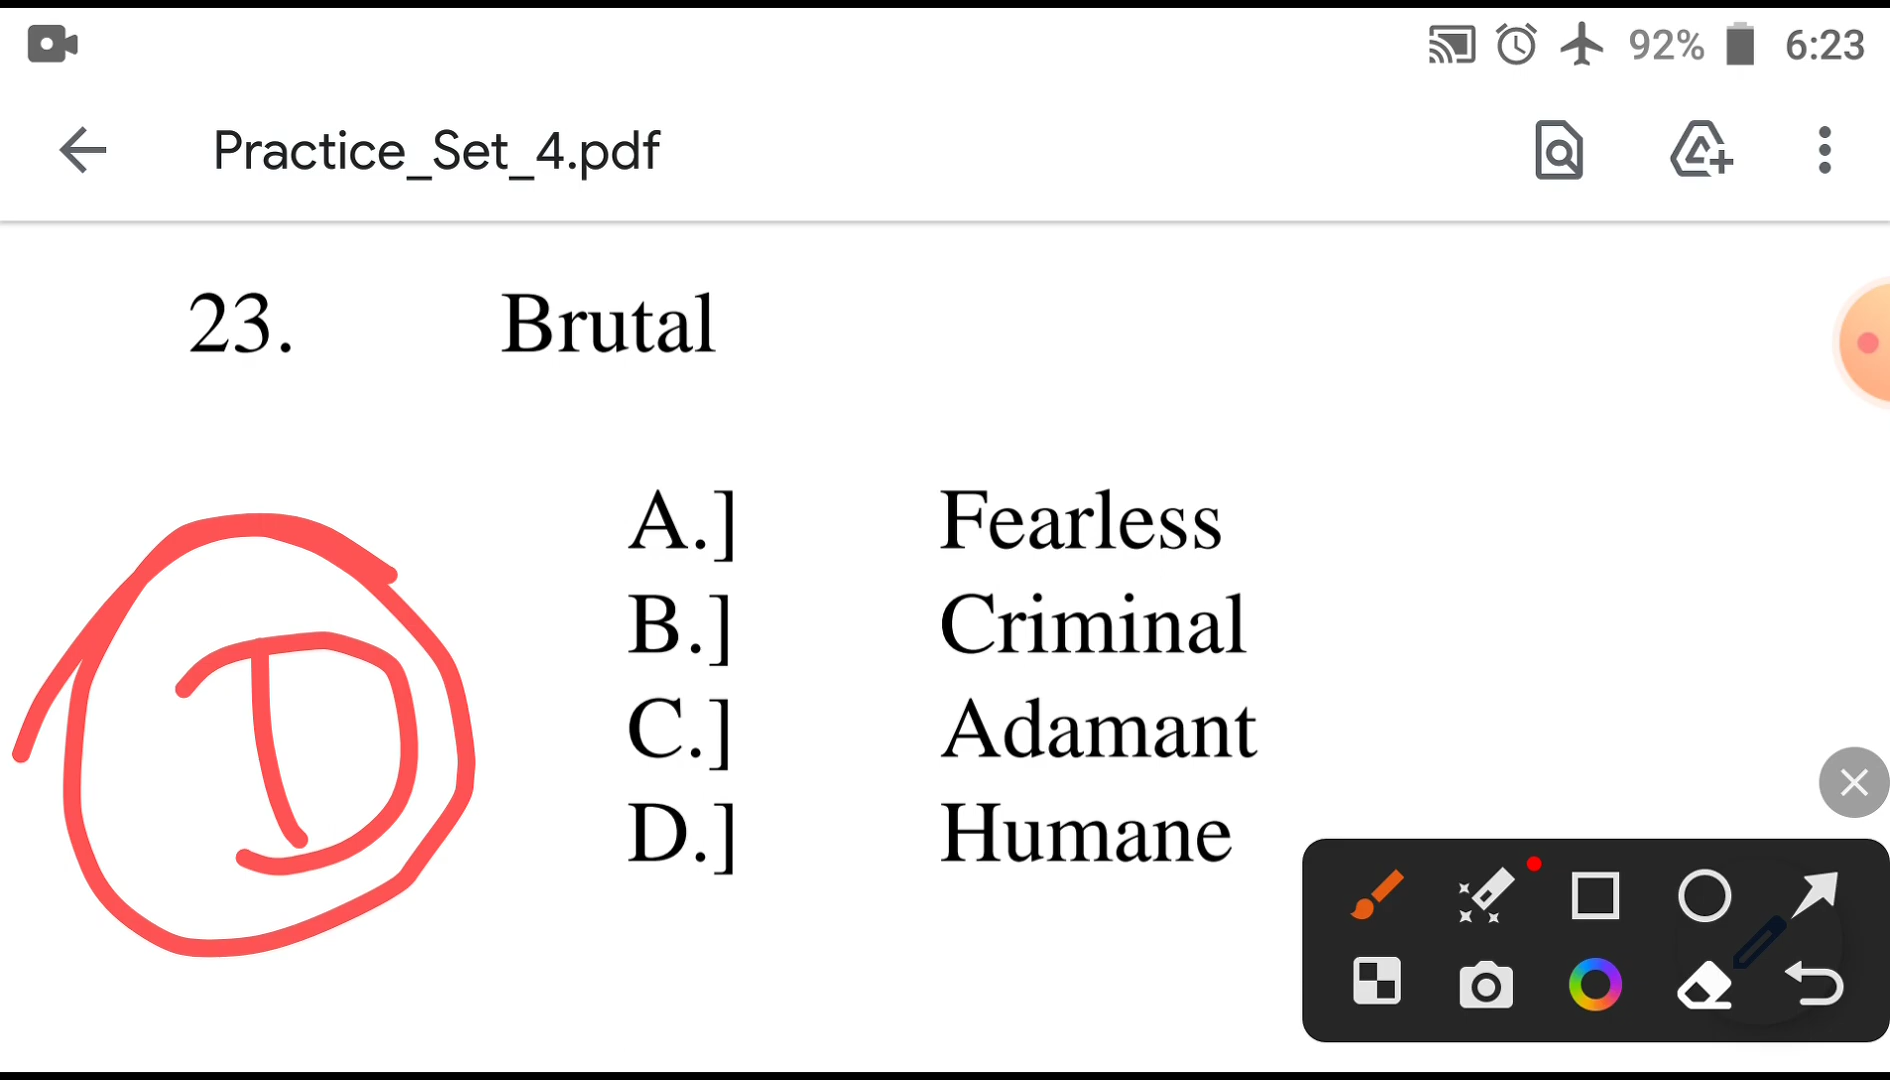 92% 6:23
Practice_Set_4.pdf
23. Brutal
A.] Fearless
B.] Criminal
C.] Adamant
D.] Humane
D